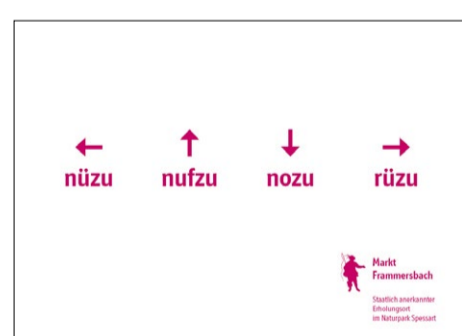 nüzu nufzu nozu rüzu
Markt
Frammersbach
Staatlich anerkannter
Erholungsort
im Naturpark Spessart